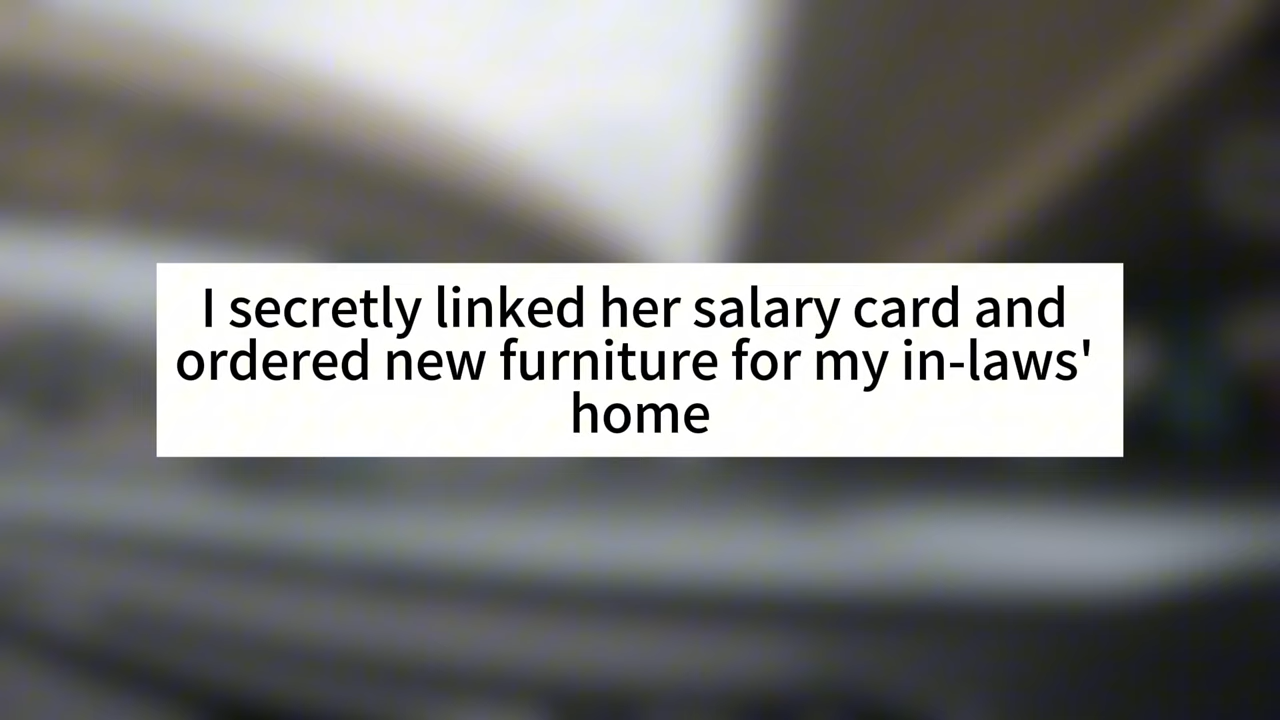 I secretly linked her salary card and
ordered new furniture for my in-laws'
home